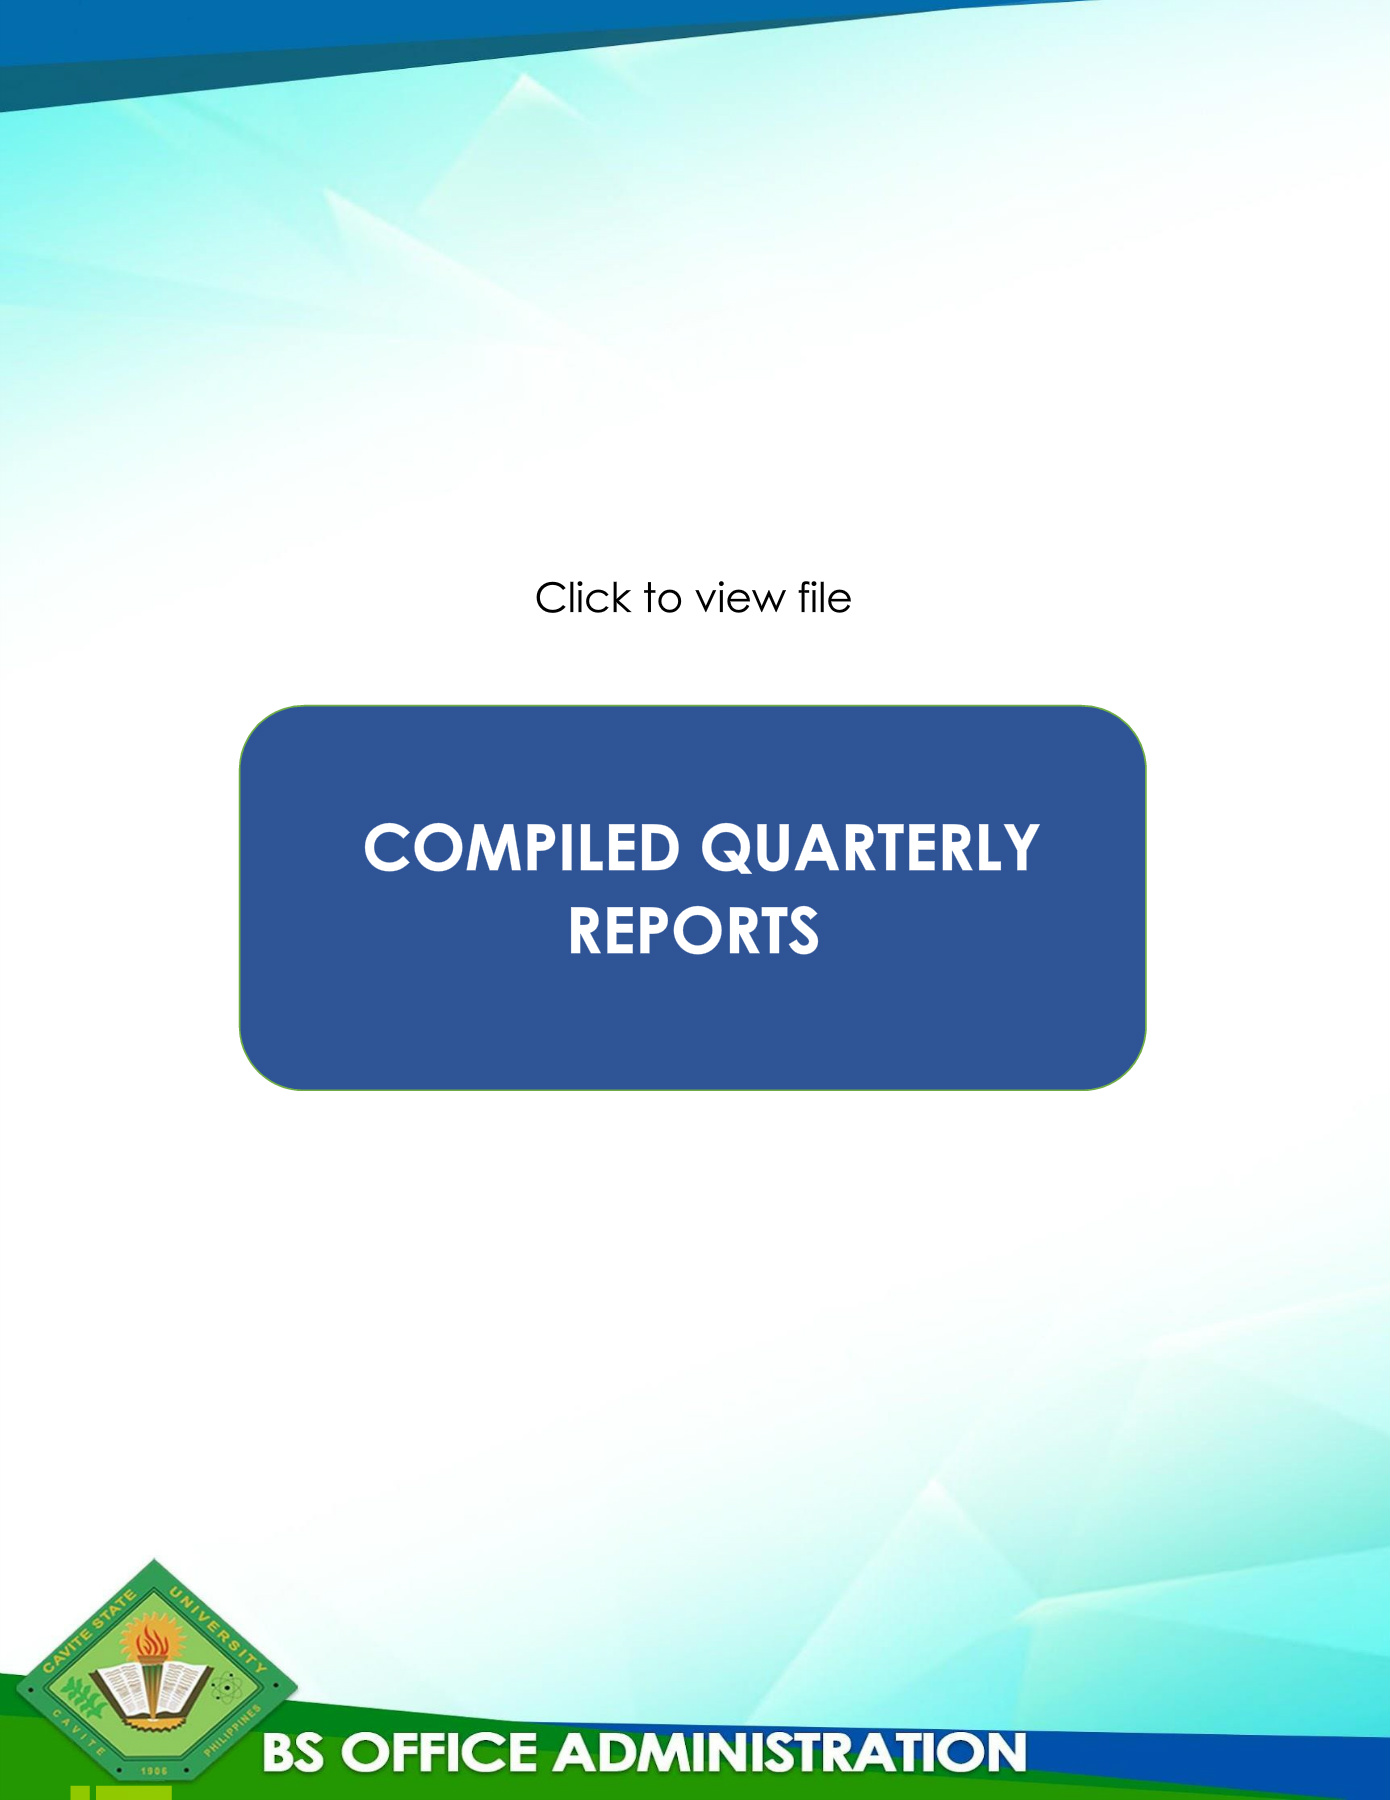 Click to view file
COMPILED QUARTERLY
REPORTS
CAVITE STATE UNIVERSITY
CAVITE
PHILIPPINES
1906
BS OFFICE ADMINISTRATION